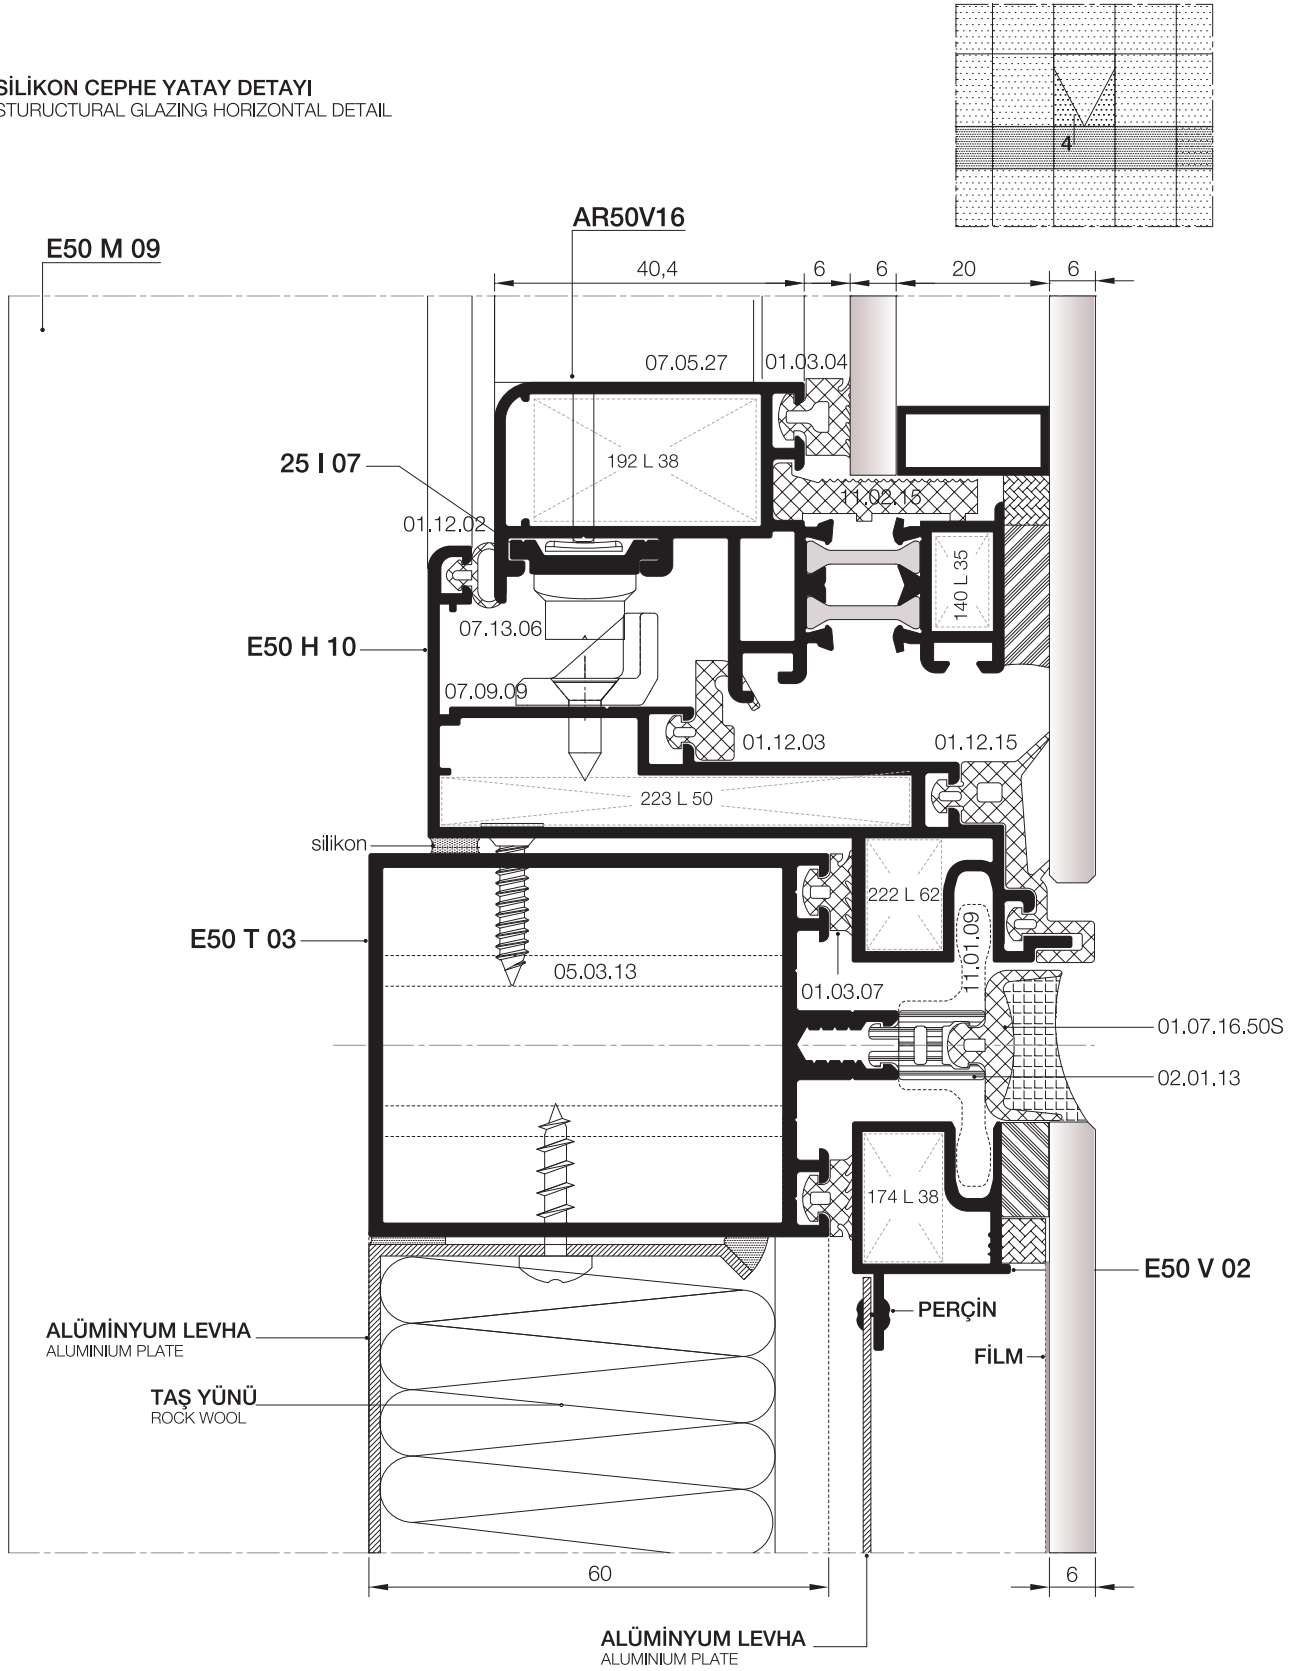 SİLİKON CEPHE YATAY DETAYI
STURUCTURAL GLAZING HORIZONTAL DETAIL
4
AR50V16
E50 M 09
40,4
6
6
20
6
07.05.27
01.03.04
25 I 07
192 L 38
11.02.15
01.12.02
140 L 35
07.13.06
E50 H 10
07.09.09
01.12.03
01.12.15
223 L 50
silikon
222 L 62
E50 T 03
11.01.09
05.03.13
01.03.07
01.07.16.50S
02.01.13
174 L 38
E50 V 02
PERÇİN
ALÜMİNYUM LEVHA
ALUMINIUM PLATE
FİLM
TAŞ YÜNÜ
ROCK WOOL
60
6
ALÜMİNYUM LEVHA
ALUMINIUM PLATE